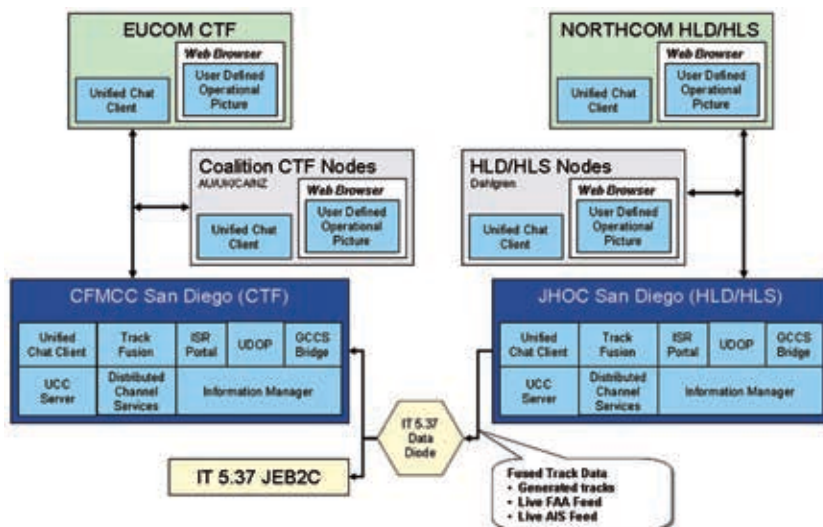 EUCOM CTF
Web Browser
Unified Chat
Client
User Defined
Operational
Picture
NORTHCOM HLD/HLS
Web Browser
Unified Chat
Client
User Defined
Operational
Picture
Coalition CTF Nodes
AU/UK/CA/NZ
Web Browser
Unified Chat
Client
User Defined
Operational
Picture
HLD/HLS Nodes
Dahlgren
Web Browser
Unified Chat
Client
User Defined
Operational
Picture
CFMCC San Diego (CTF)
Unified
Chat Client
Track
Fusion
ISR
Portal
UDOP
GCCS
Bridge
UCC
Server
Distributed
Channel
Services
Information Manager
JHOC San Diego (HLD/HLS)
Unified
Chat Client
Track
Fusion
ISR
Portal
UDOP
GCCS
Bridge
UCC
Server
Distributed
Channel
Services
Information Manager
IT 5.37
Data
Diode
IT 5.37 JEB2C
Fused Track Data
• Generated tracks
• Live FAA Feed
• Live AIS Feed